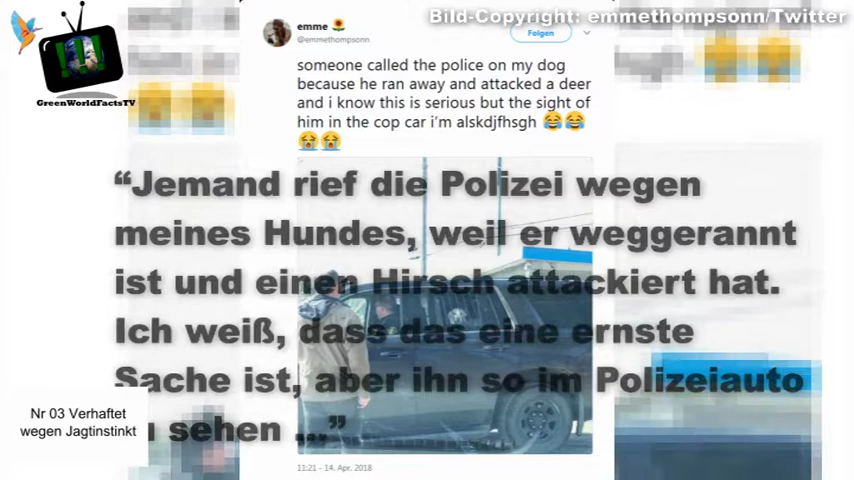 Bild-Copyright: emmethompsonn/Twitter
GreenWorldFactsTV
emme 🌻
@emmethompsonn
Folgen
someone called the police on my dog
because he ran away and attacked a deer
and i know this is serious but the sight of
him in the cop car i'm alskdjfhsgh 😂😂
😭😭
“Jemand rief die Polizei wegen
meines Hundes, weil er weggerannt
ist und einen Hirsch attackiert hat.
Ich weiß, dass das eine ernste
Sache ist, aber ihn so im Polizeiauto
sehen ...”
Nr 03 Verhaftet
wegen Jagtinstinkt
11:21 - 14. Apr. 2018